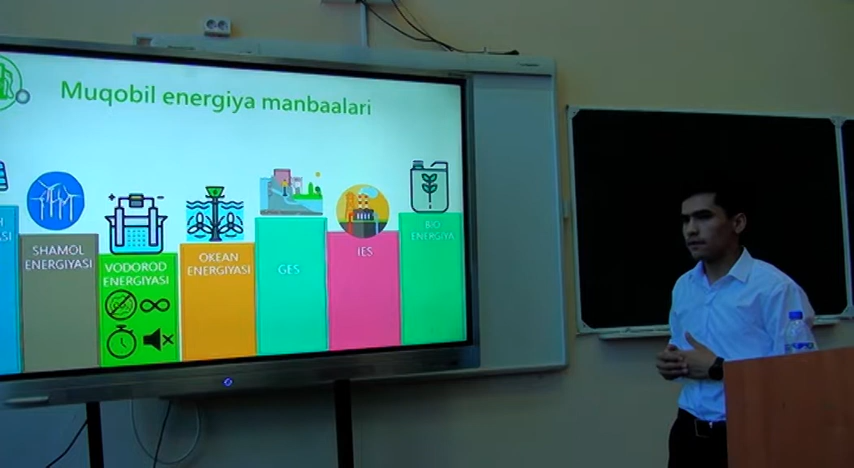 Muqobil energiya manbaalari
SHAMOL
ENERGIYASI
VODOROD
ENERGIYASI
OKEAN
ENERGIYASI
GES
IES
BIO
ENERGIYA